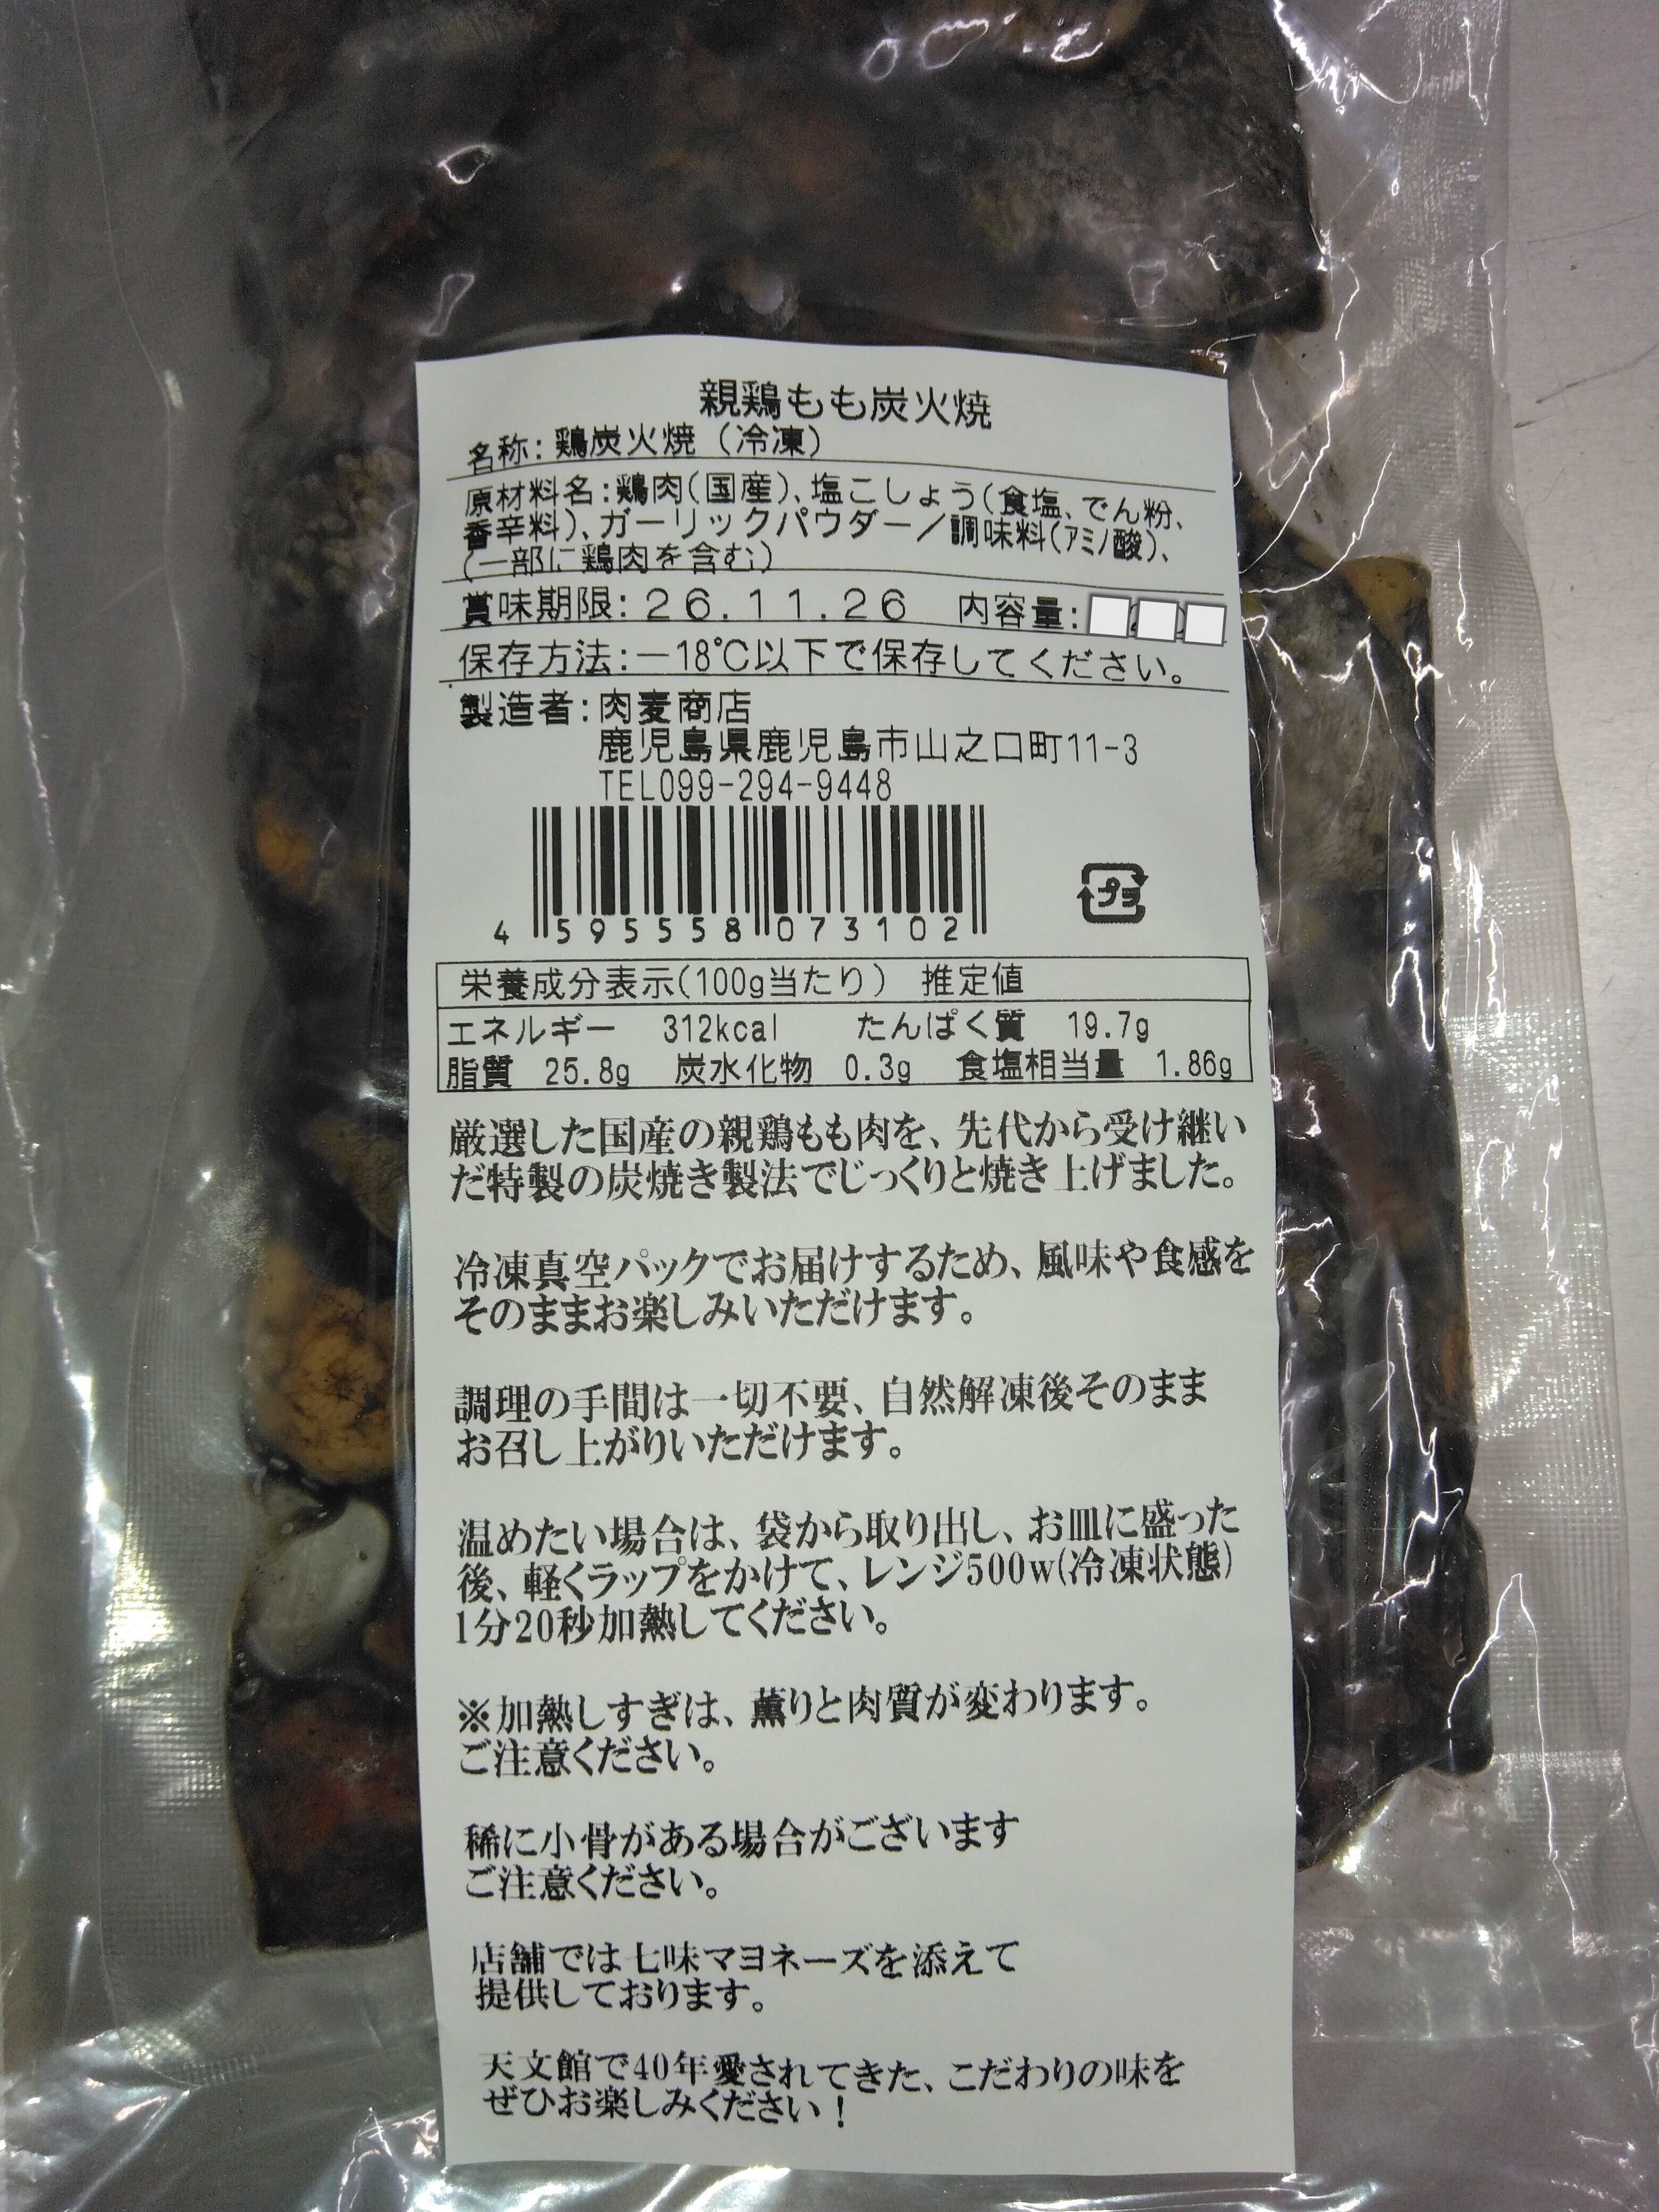 親鶏もも炭火焼
名称:鶏炭火焼(冷凍)
原材料名:鶏肉(国産)、塩こしょう(食塩、でん粉、
香辛料)、ガーリックパウダー/調味料(アミノ酸)、
(一部に鶏肉を含む)
賞味期限:26.11.26 内容量:
保存方法:-18℃以下で保存してください。
製造者:肉麦商店
鹿児島県鹿児島市山之口町11-3
TEL099-294-9448
4 595558 073102
プラ
栄養成分表示(100g当たり) 推定値
エネルギー 312kcal たんぱく質 19.7g
脂質 25.8g 炭水化物 0.3g 食塩相当量 1.86g
厳選した国産の親鶏もも肉を、先代から受け継い
だ特製の炭焼き製法でじっくりと焼き上げました。
冷凍真空パックでお届けするため、風味や食感を
そのままお楽しみいただけます。
調理の手間は一切不要、自然解凍後そのまま
お召し上がりいただけます。
温めたい場合は、袋から取り出し、お皿に盛った
後、軽くラップをかけて、レンジ500w(冷凍状態)
1分20秒加熱してください。
※加熱しすぎは、薫りと肉質が変わります。
ご注意ください。
稀に小骨がある場合がございます
ご注意ください。
店舗では七味マヨネーズを添えて
提供しております。
天文館で40年愛されてきた、こだわりの味を
ぜひお楽しみください!